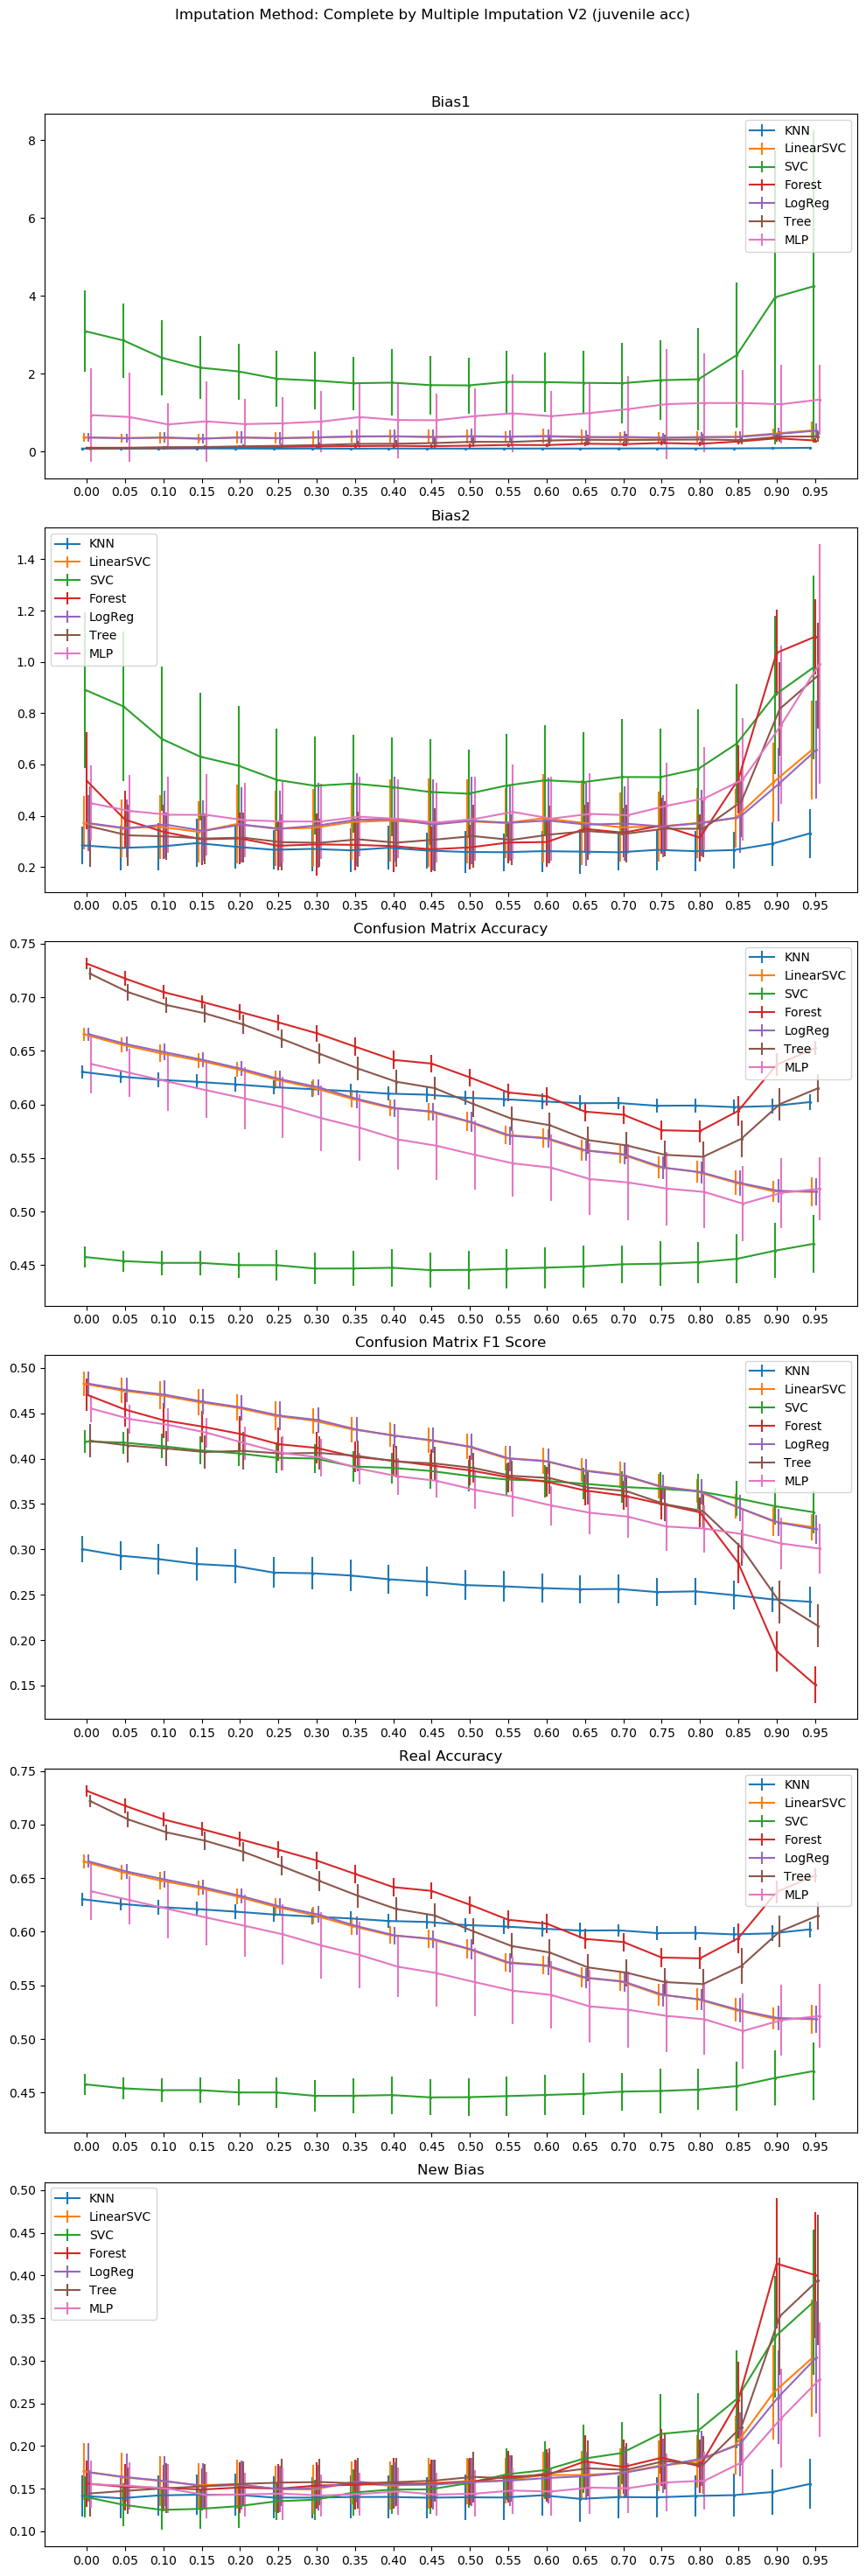 Imputation Method: Complete by Multiple Imputation V2 (juvenile acc)
Bias1
8
6
4
2
0
KNN
LinearSVC
SVC
Forest
LogReg
Tree
MLP
0.00 0.05 0.10 0.15 0.20 0.25 0.30 0.35 0.40 0.45 0.50 0.55 0.60 0.65 0.70 0.75 0.80 0.85 0.90 0.95
Bias2
KNN
LinearSVC
SVC
Forest
LogReg
Tree
MLP
1.4
1.2
1.0
0.8
0.6
0.4
0.2
0.00 0.05 0.10 0.15 0.20 0.25 0.30 0.35 0.40 0.45 0.50 0.55 0.60 0.65 0.70 0.75 0.80 0.85 0.90 0.95
Confusion Matrix Accuracy
0.75
0.70
0.65
0.60
0.55
0.50
0.45
KNN
LinearSVC
SVC
Forest
LogReg
Tree
MLP
0.00 0.05 0.10 0.15 0.20 0.25 0.30 0.35 0.40 0.45 0.50 0.55 0.60 0.65 0.70 0.75 0.80 0.85 0.90 0.95
Confusion Matrix F1 Score
0.50
0.45
0.40
0.35
0.30
0.25
0.20
0.15
KNN
LinearSVC
SVC
Forest
LogReg
Tree
MLP
0.00 0.05 0.10 0.15 0.20 0.25 0.30 0.35 0.40 0.45 0.50 0.55 0.60 0.65 0.70 0.75 0.80 0.85 0.90 0.95
Real Accuracy
0.75
0.70
0.65
0.60
0.55
0.50
0.45
KNN
LinearSVC
SVC
Forest
LogReg
Tree
MLP
0.00 0.05 0.10 0.15 0.20 0.25 0.30 0.35 0.40 0.45 0.50 0.55 0.60 0.65 0.70 0.75 0.80 0.85 0.90 0.95
New Bias
0.50
0.45
0.40
0.35
0.30
0.25
0.20
0.15
0.10
KNN
LinearSVC
SVC
Forest
LogReg
Tree
MLP
0.00 0.05 0.10 0.15 0.20 0.25 0.30 0.35 0.40 0.45 0.50 0.55 0.60 0.65 0.70 0.75 0.80 0.85 0.90 0.95